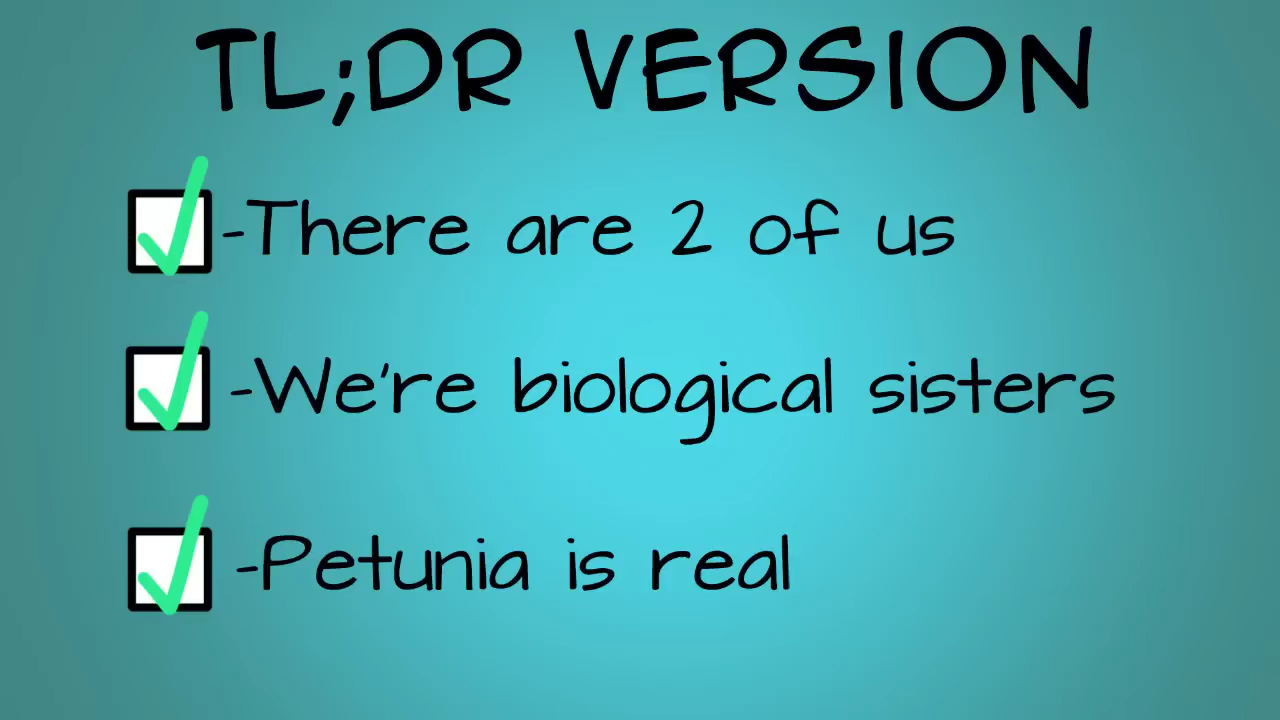 TL;DR VERSION
-There are 2 of us
-We're biological sisters
-Petunia is real